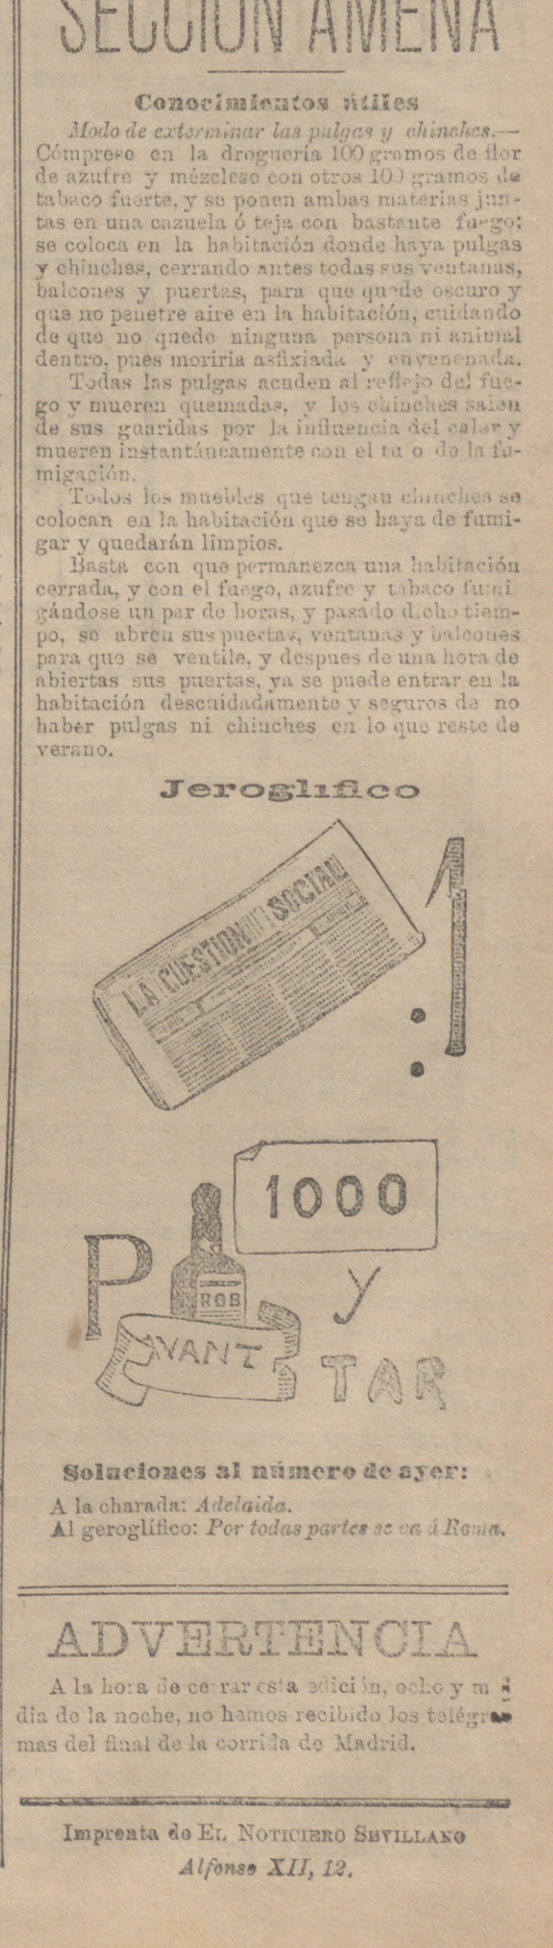 SECCIÓN AMENA
Conocimientos útiles
Modo de exterminar las pulgas y chinches.—
Cómprese en la droguería 100 gramos de flor
de azufre y mézclese con otros 100 gramos de
tabaco fuerte, y se ponen ambas materias jun-
tas en una cazuela ó teja con bastante fuego;
se coloca en la habitación donde haya pulgas
y chinches, cerrando antes todas sus ventanas,
balcones y puertas, para que quede oscuro y
que no penetre aire en la habitación, cuidando
de que no quede ninguna persona ni animal
dentro, pues moriria asfixiada y envenenada.
Todas las pulgas acuden al reflejo del fue-
go y mueren quemadas, y los chinches salen
de sus guaridas por la influencia del calor y
mueren instantáneamente con el tu o de la fu-
migación.
Todos los muebles que tengan chinches se
colocan en la habitación que se haya de fumi-
gar y quedarán limpios.
Basta con que permanezca una habitación
cerrada, y con el fuego, azufre y tabaco fumi
gándose un par de horas, y pasado dicho tiem-
po, se abren sus puertas, ventanas y balcones
para que se ventile, y despues de una hora de
abiertas sus puertas, ya se puede entrar en la
habitación descuidadamente y seguros de no
haber pulgas ni chinches en lo que reste de
verano.
Jeroglífico
LA CUESTION SOCIAL
:1
1000
P
ROB
y
AVANT
TAR
Soluciones al número de ayer:
A la charada: Adelaida.
Al geroglífico: Por todas partes se va á Roma.
ADVERTENCIA
A la hora de cerrar esta edición, ocho y m é
dia de la noche, no hemos recibido los telégra
mas del final de la corrida de Madrid.
Imprenta de EL NOTICIERO SEVILLANO
Alfonso XII, 12.